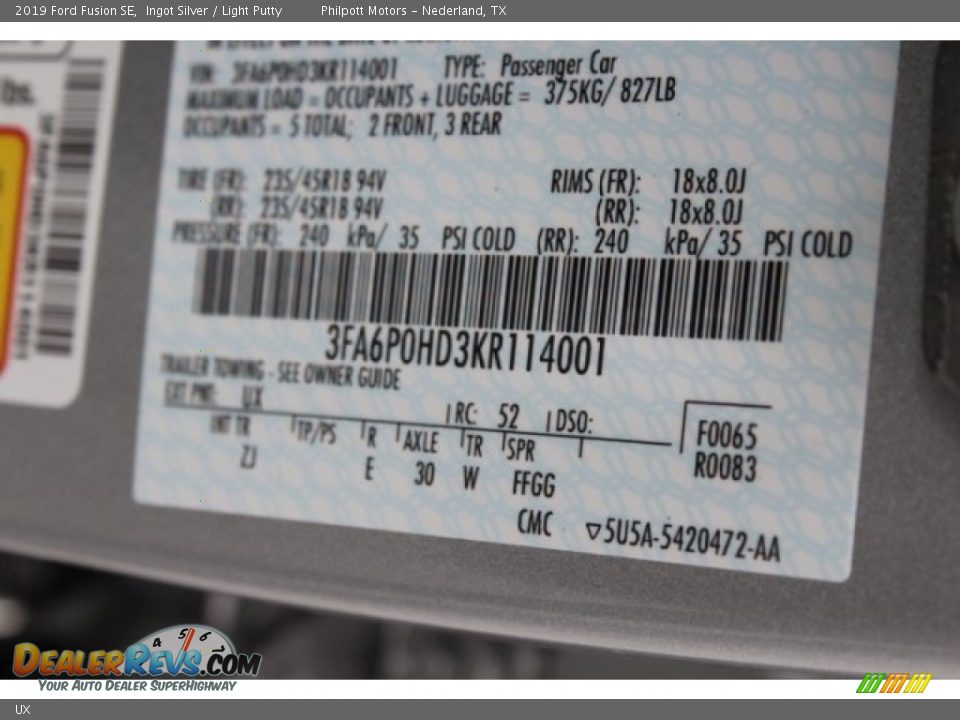 2019 Ford Fusion SE, Ingot Silver / Light Putty Philpott Motors - Nederland, TX
VIN: 3FA6P0HD3KR114001 TYPE: Passenger Car
MAXIMUM LOAD = OCCUPANTS + LUGGAGE = 375KG/ 827LB
OCCUPANTS = 5 TOTAL; 2 FRONT, 3 REAR
TIRE (FR): 235/45R18 94V RIMS (FR): 18x8.0J
(RR): 235/45R18 94V (RR): 18x8.0J
PRESSURE (FR): 240 kPa/ 35 PSI COLD (RR): 240 kPa/ 35 PSI COLD
3FA6P0HD3KR114001
TRAILER TOWING - SEE OWNER GUIDE
EXT PNT: UX RC: 52 DSO:
F0065
R0083
INT TR TP/PS R AXLE TR SPR
ZJ E 30 W FFGG
CMC ▽5U5A-5420472-AA
lbs.
4 5 6
DealerRevs.com
Your Auto Dealer SuperHighway
UX